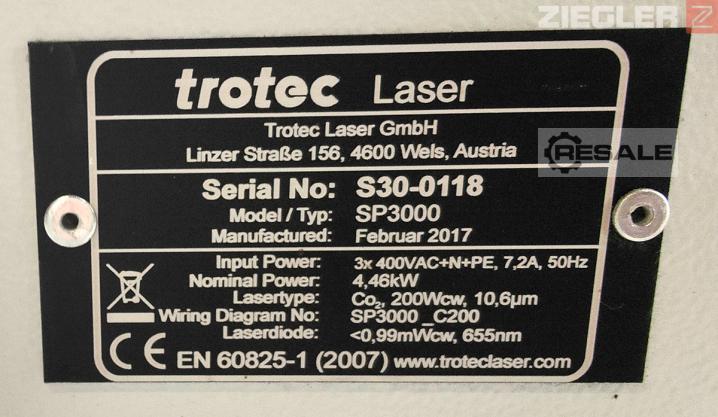 ZIEGLER Z
trotec Laser
Trotec Laser GmbH
Linzer Straße 156, 4600 Wels, Austria
RESALE
Serial No: S30-0118
Model / Typ: SP3000
Manufactured: Februar 2017
Input Power: 3x 400VAC+N+PE, 7,2A, 50Hz
Nominal Power: 4,46kW
Lasertype: Co₂, 200Wcw, 10,6µm
Wiring Diagram No: SP3000_C200
Laserdiode: <0,99mWcw, 655nm
CE EN 60825-1 (2007) www.troteclaser.com